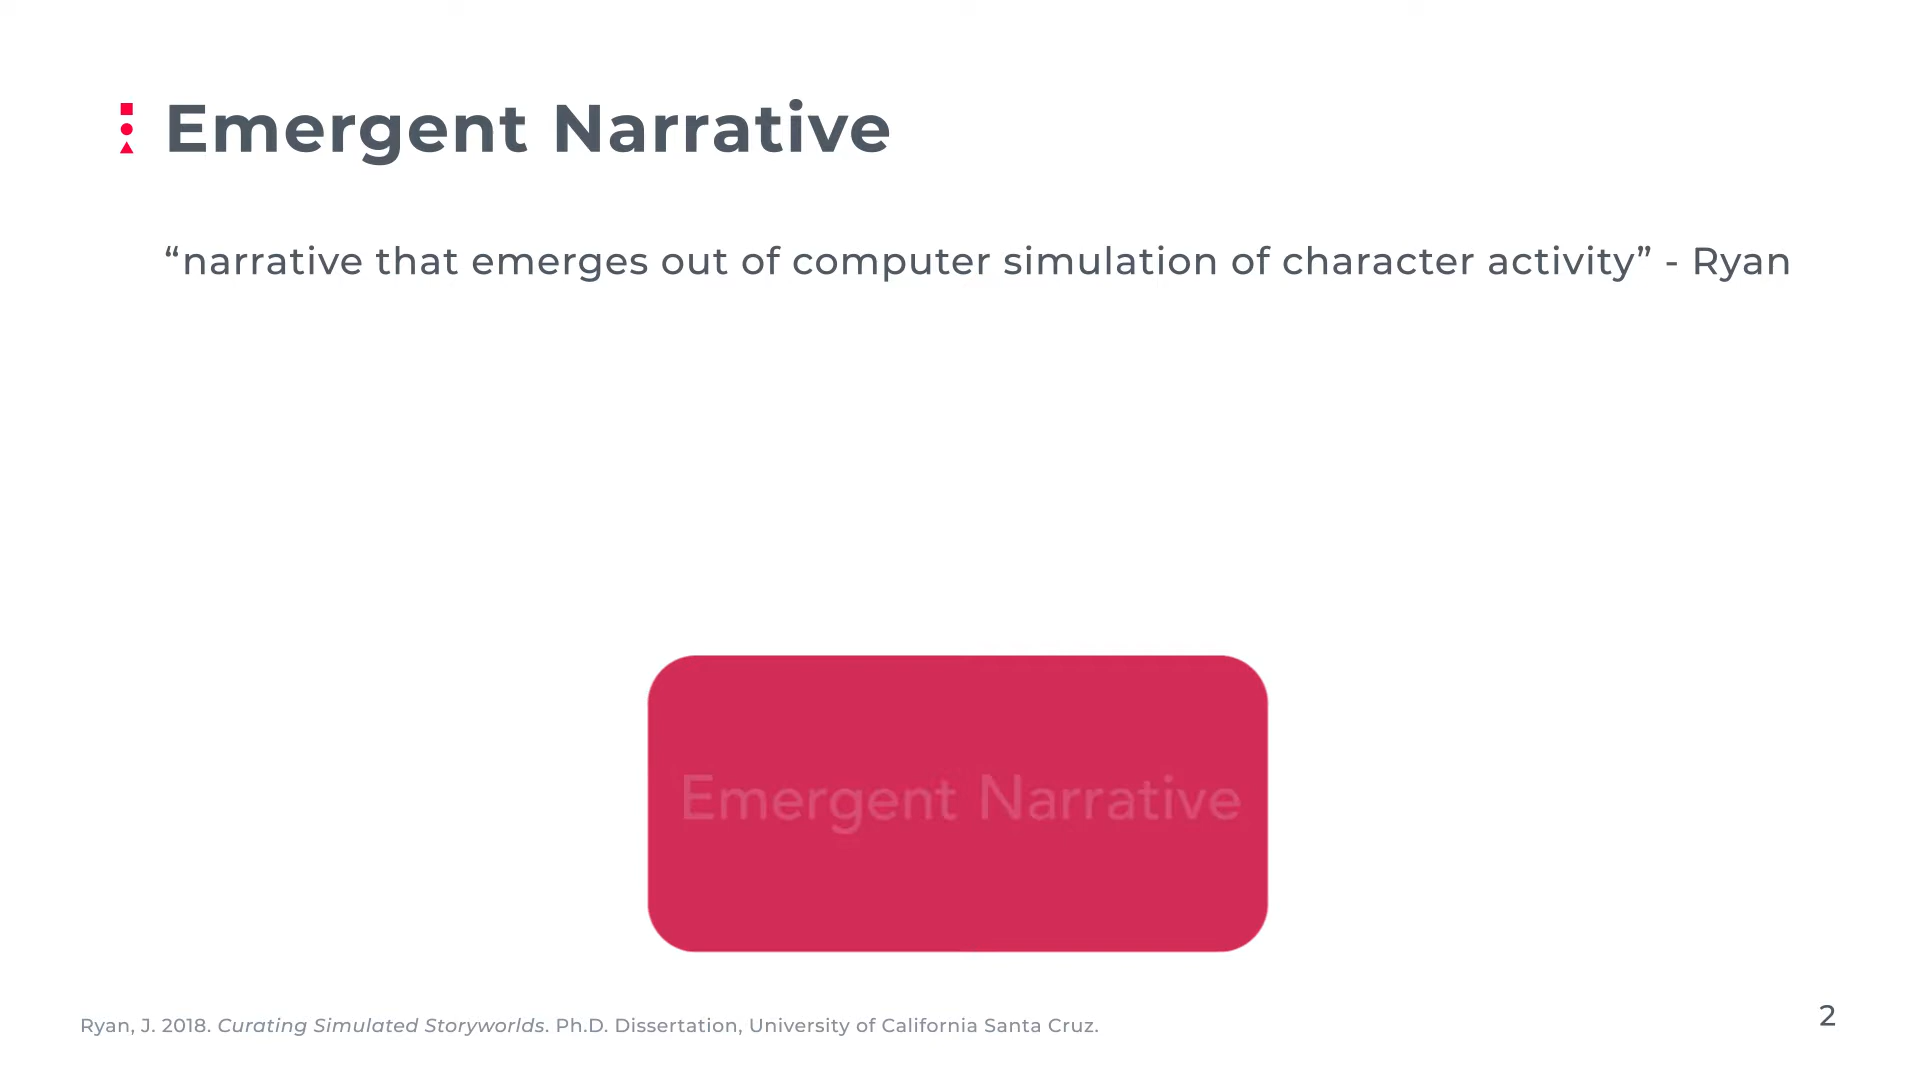 Emergent Narrative
“narrative that emerges out of computer simulation of character activity” - Ryan
Emergent Narrative
Ryan, J. 2018. Curating Simulated Storyworlds. Ph.D. Dissertation, University of California Santa Cruz.
2